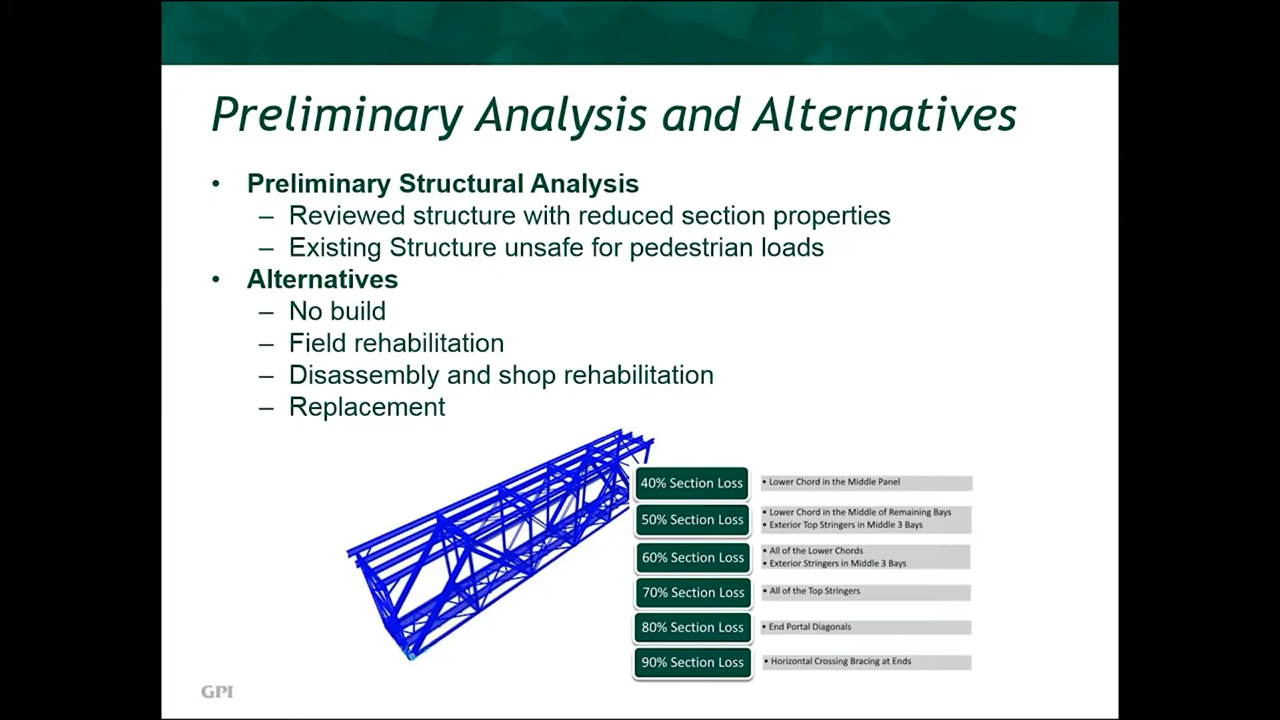 Preliminary Analysis and Alternatives
• Preliminary Structural Analysis
– Reviewed structure with reduced section properties
– Existing Structure unsafe for pedestrian loads
• Alternatives
– No build
– Field rehabilitation
– Disassembly and shop rehabilitation
– Replacement
40% Section Loss
• Lower Chord in the Middle Panel
50% Section Loss
• Lower Chord in the Middle of Remaining Bays
• Exterior Top Stringers in Middle 3 Bays
60% Section Loss
• All of the Lower Chords
• Exterior Stringers in Middle 3 Bays
70% Section Loss
• All of the Top Stringers
80% Section Loss
• End Portal Diagonals
90% Section Loss
• Horizontal Crossing Bracing at Ends
GPI